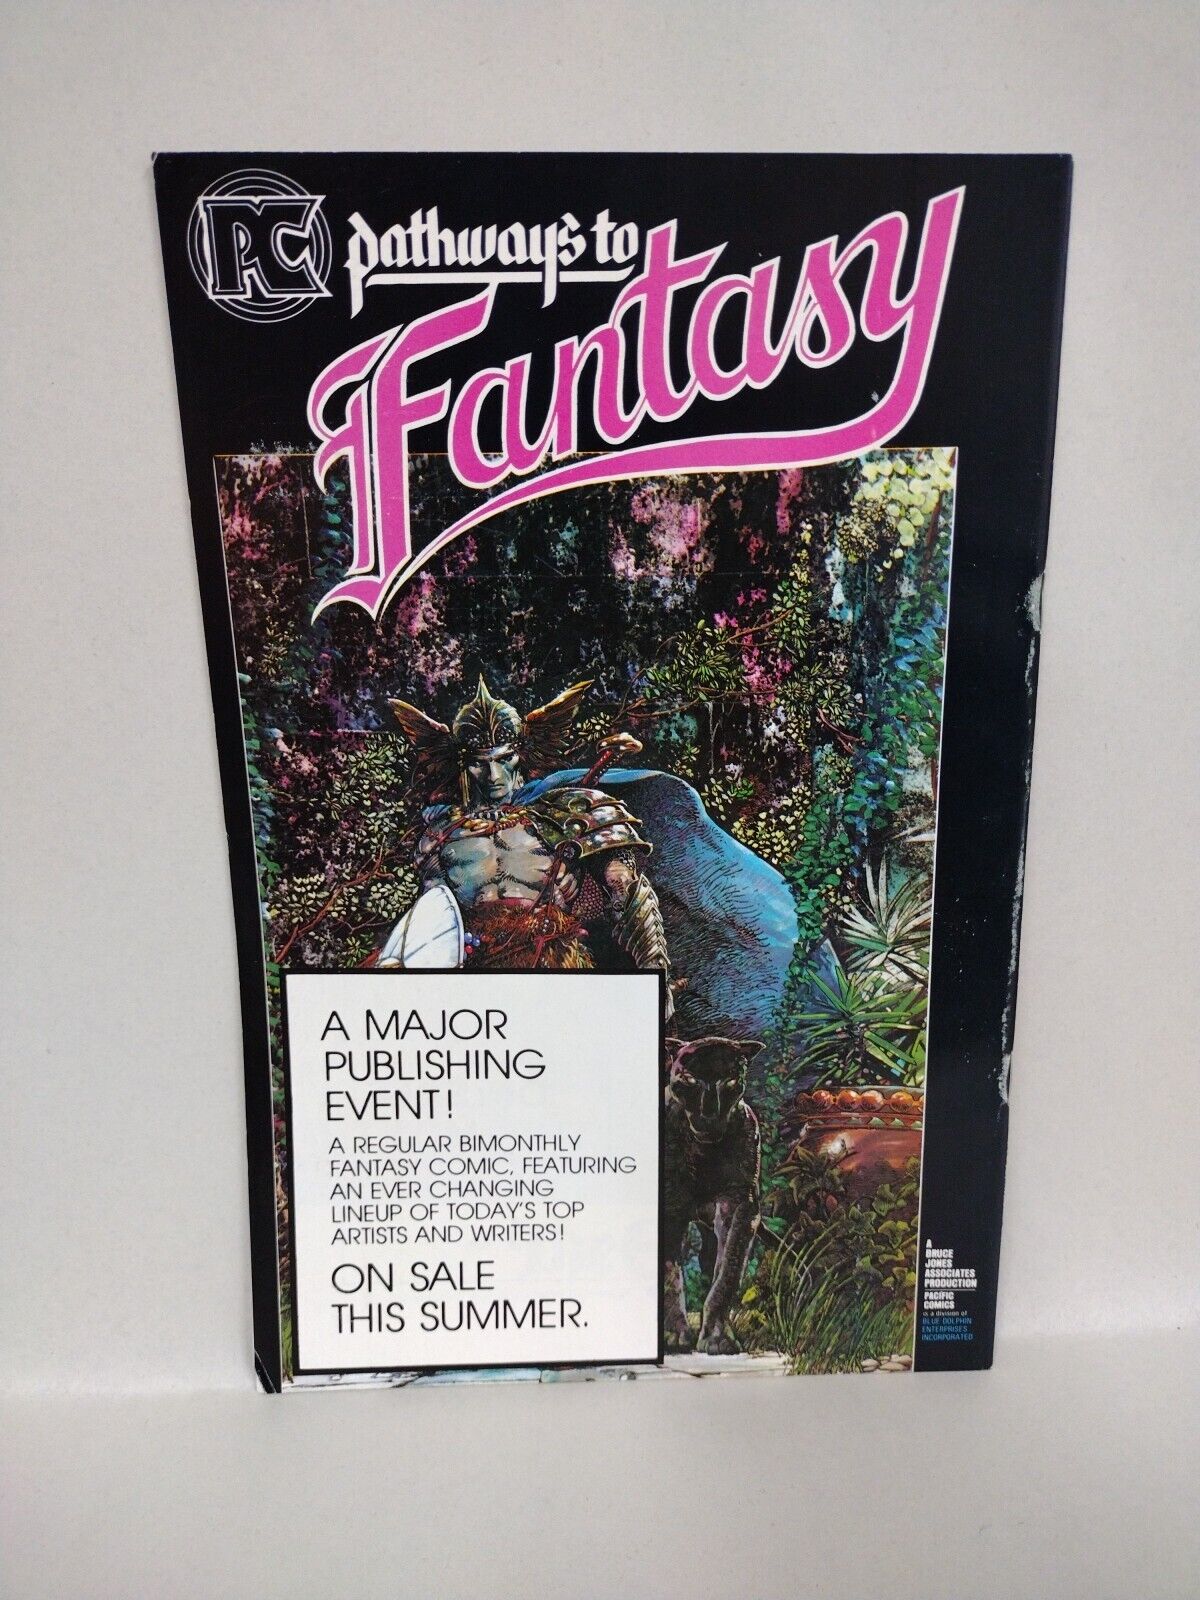 PC
Pathways to
Fantasy
A MAJOR
PUBLISHING
EVENT!
A REGULAR BIMONTHLY
FANTASY COMIC, FEATURING
AN EVER CHANGING
LINEUP OF TODAY'S TOP
ARTISTS AND WRITERS!
ON SALE
THIS SUMMER.
A
BRUCE
JONES
ASSOCIATES
PRODUCTION
PACIFIC
COMICS
is a division of
BLUE DOLPHIN
ENTERPRISES
INCORPORATED